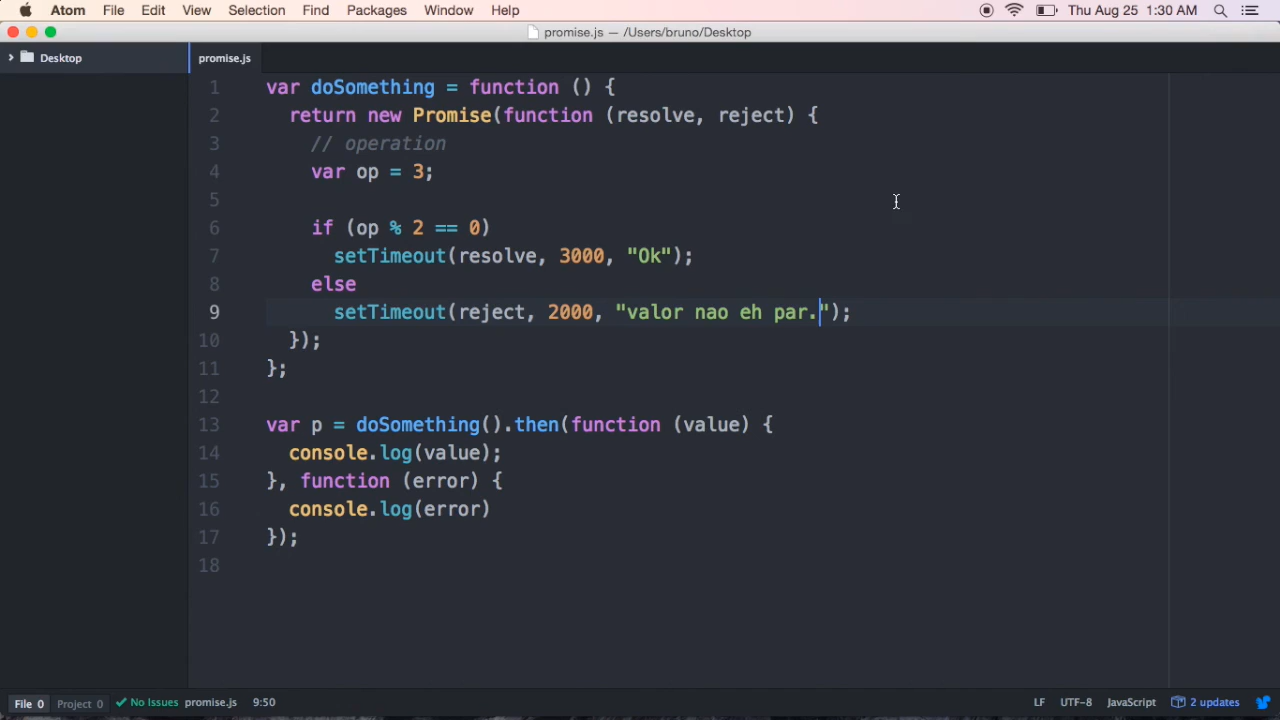 Atom File Edit View Selection Find Packages Window Help Thu Aug 25 1:30 AM
promise.js — /Users/bruno/Desktop
Desktop
promise.js
1 var doSomething = function () {
2 return new Promise(function (resolve, reject) {
3 // operation
4 var op = 3;
5
6 if (op % 2 == 0)
7 setTimeout(resolve, 3000, "Ok");
8 else
9 setTimeout(reject, 2000, "valor nao eh par.");
10 });
11 };
12
13 var p = doSomething().then(function (value) {
14 console.log(value);
15 }, function (error) {
16 console.log(error)
17 });
18
File 0 Project 0 No Issues promise.js 9:50 LF UTF-8 JavaScript 2 updates